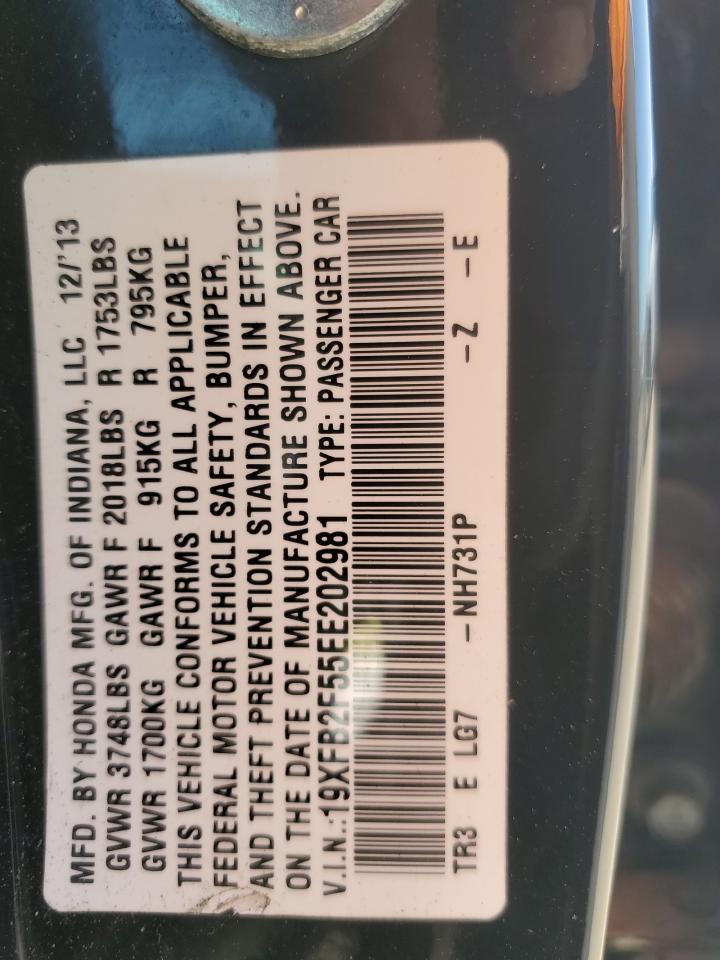 MFD. BY HONDA MFG. OF INDIANA, LLC 12/'13
GVWR 3748LBS GAWR F 2018LBS R 1753LBS
GVWR 1700KG GAWR F 915KG R 795KG
THIS VEHICLE CONFORMS TO ALL APPLICABLE
FEDERAL MOTOR VEHICLE SAFETY, BUMPER,
AND THEFT PREVENTION STANDARDS IN EFFECT
ON THE DATE OF MANUFACTURE SHOWN ABOVE.
V.I.N.:19XFB2F55EE202981 TYPE: PASSENGER CAR
TR3 E LG7 -NH731P -Z -E